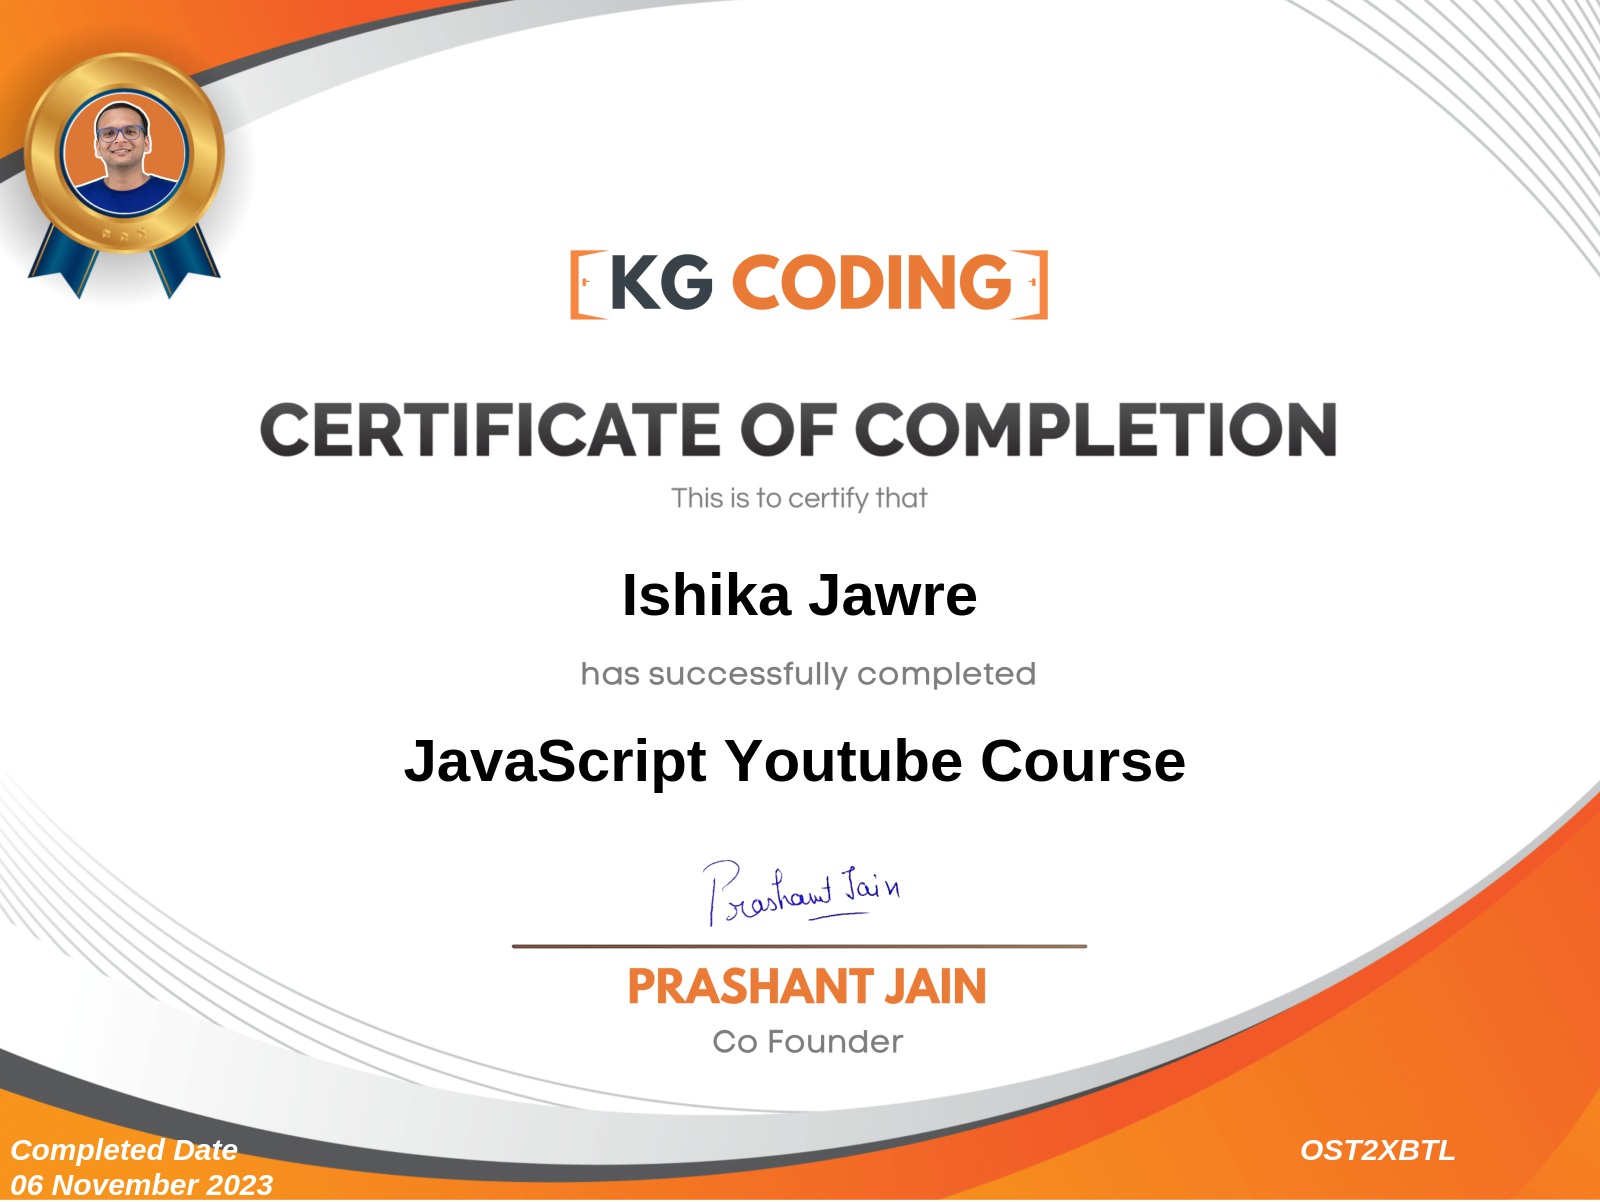 KG CODING
CERTIFICATE OF COMPLETION
This is to certify that
Ishika Jawre
has successfully completed
JavaScript Youtube Course
Prashant Jain
PRASHANT JAIN
Co Founder
Completed Date
06 November 2023
OST2XBTL